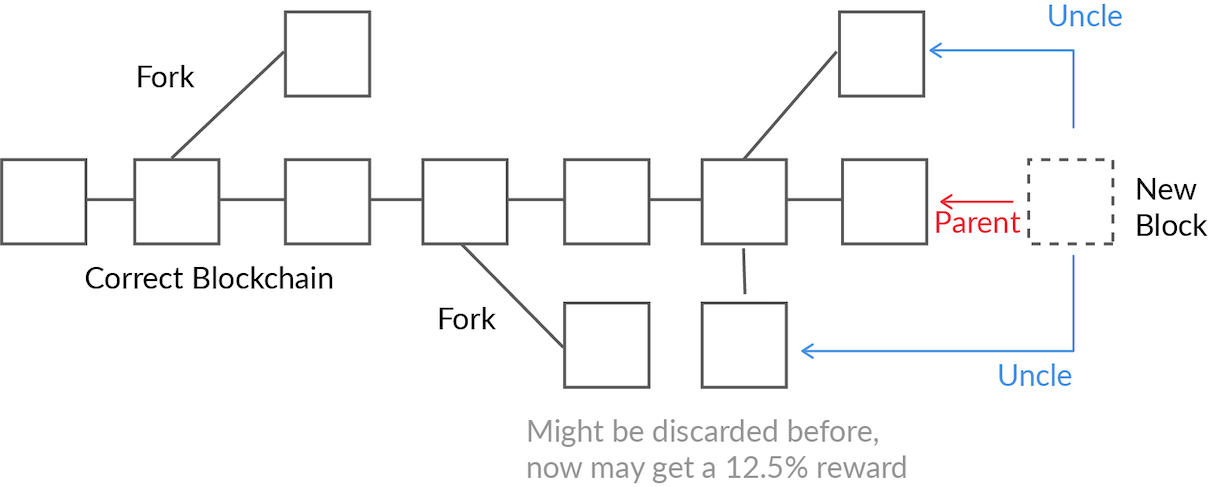 Uncle
Fork
New
Block
Parent
Correct Blockchain
Fork
Uncle
Might be discarded before,
now may get a 12.5% reward